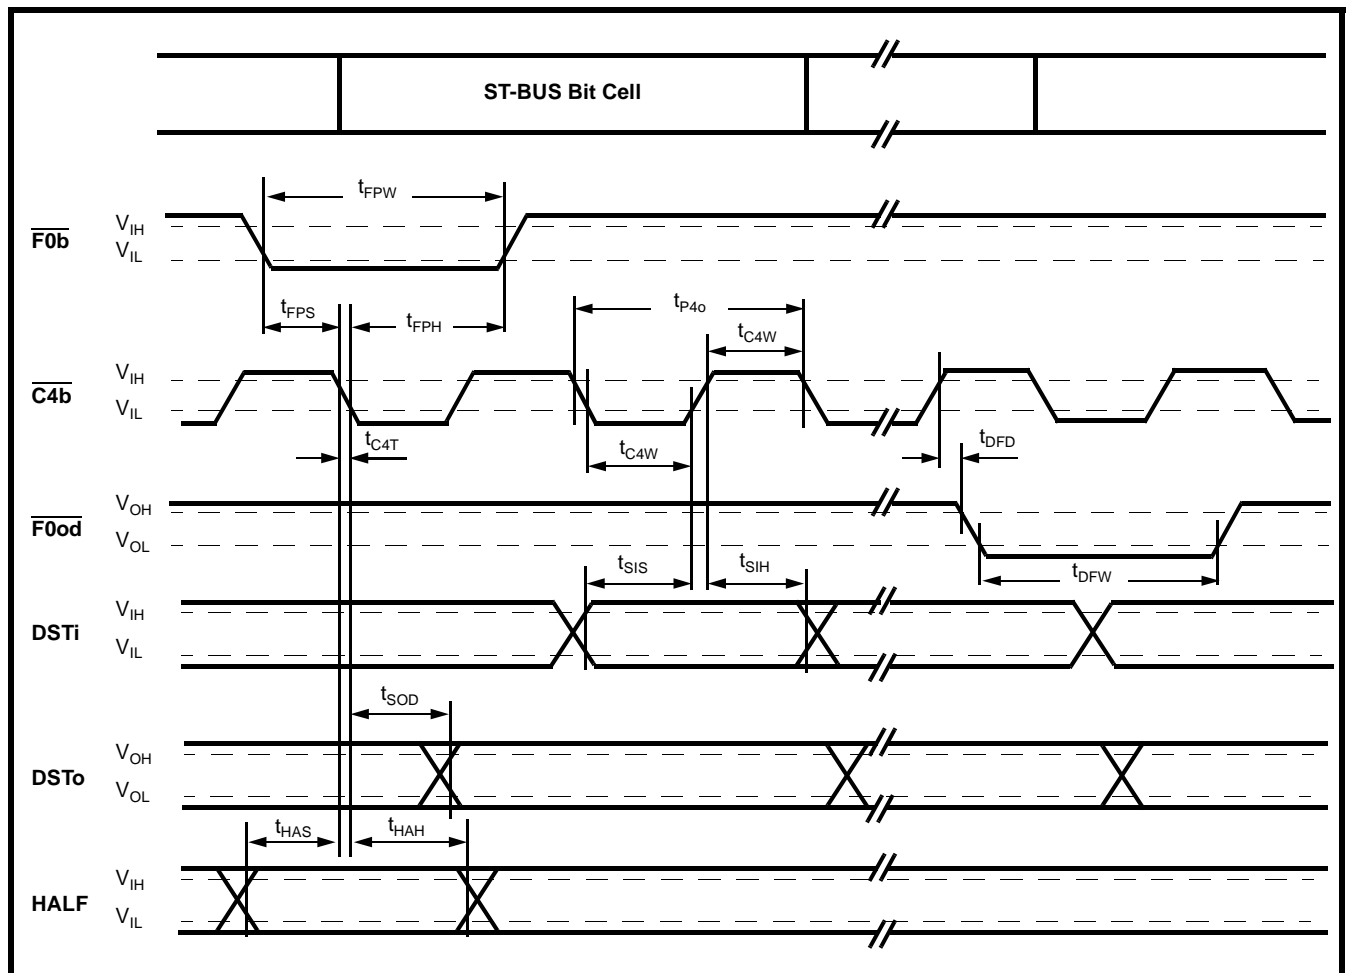 ST-BUS Bit Cell
tFPW
F0b
VIH
VIL
tFPS
tFPH
tP4o
tC4W
C4b
VIH
VIL
tC4T
tC4W
tDFD
F0od
VOH
VOL
tSIS
tSIH
tDFW
DSTi
VIH
VIL
tSOD
DSTo
VOH
VOL
tHAS
tHAH
HALF
VIH
VIL